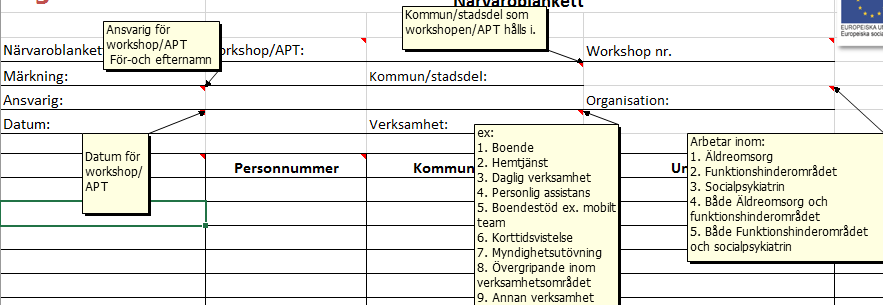 Närvaroblankett
EUROPEISKA
Europeiska
Ansvarig för
workshop/APT
För-och efternamn
Kommun/stadsdel som
workshopen/APT hålls i.
Närvaroblankett
Workshop nr.
Märkning:
Kommun/stadsdel:
Ansvarig:
Organisation:
Datum:
Verksamhet:
Datum för
workshop/
APT
ex:
1. Boende
2. Hemtjänst
3. Daglig verksamhet
4. Personlig assistans
5. Boendestöd ex. mobilt
team
6. Korttidsvistelse
7. Myndighetsutövning
8. Övergripande inom
verksamhetsområdet
9. Annan verksamhet
Arbetar inom:
1. Äldreomsorg
2. Funktionshinderområdet
3. Socialpsykiatrin
4. Både Äldreomsorg och
funktionshinderområdet
5. Både Funktionshinderområdet
och socialpsykiatrin
Personnummer
Kommun